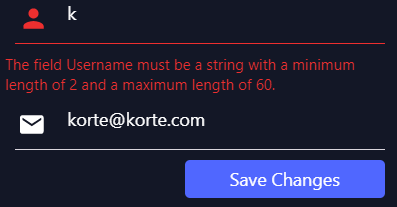 k
The field Username must be a string with a minimum
length of 2 and a maximum length of 60.
korte@korte.com
Save Changes